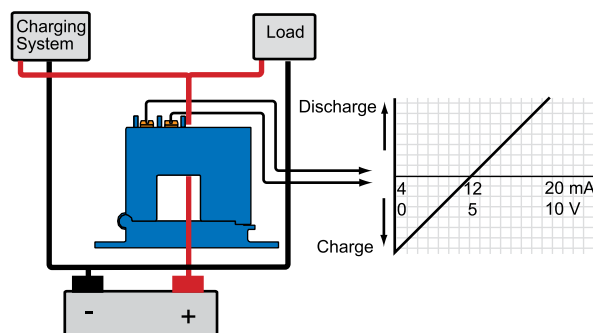 Charging
System
Load
Discharge
4 12 20 mA
0 5 10 V
Charge
- +